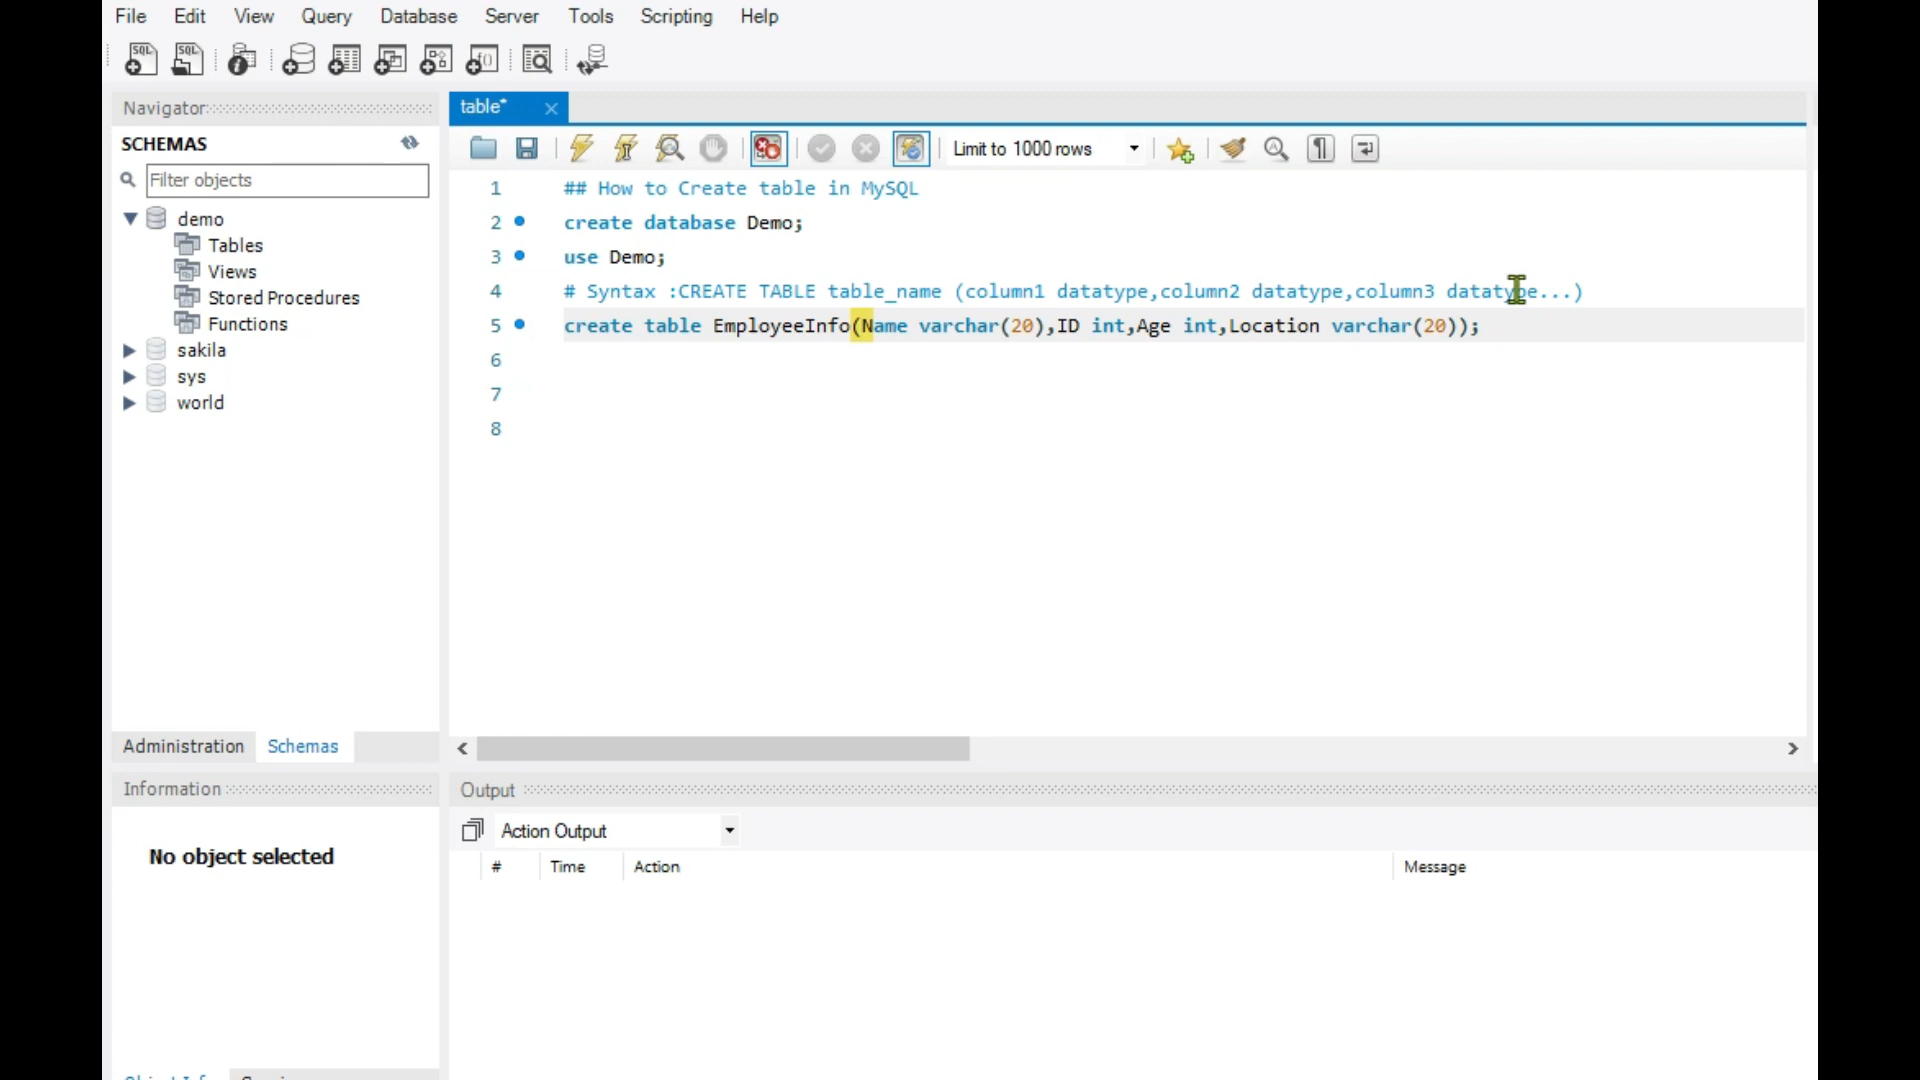 File Edit View Query Database Server Tools Scripting Help
SQL SQL
Navigator
table*
SCHEMAS
Filter objects
demo
Tables
Views
Stored Procedures
Functions
sakila
sys
world
Limit to 1000 rows
1 ## How to Create table in MySQL
2 create database Demo;
3 use Demo;
4 # Syntax :CREATE TABLE table_name (column1 datatype,column2 datatype,column3 datatype...)
5 create table EmployeeInfo(Name varchar(20),ID int,Age int,Location varchar(20));
6
7
8
Administration Schemas
Information
No object selected
Output
Action Output
# Time Action Message